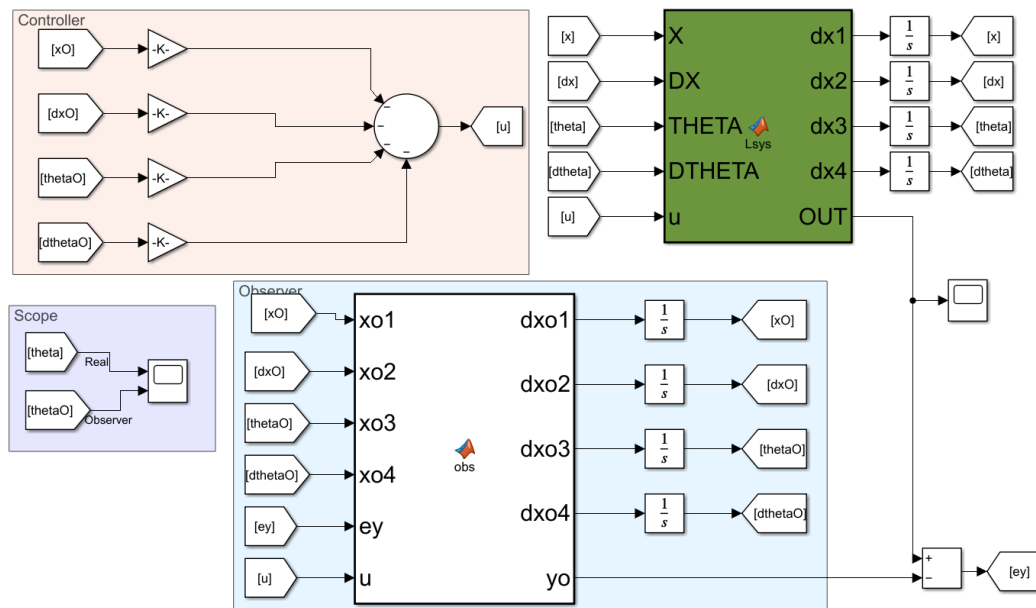 Controller
[xO]
-K-
[dxO]
-K-
[thetaO]
-K-
[dthetaO]
-K-
−
−
−
−
[u]
[x]
[dx]
[theta]
[dtheta]
[u]
X
DX
THETA
DTHETA
u
Lsys
dx1
dx2
dx3
dx4
OUT
1
s
1
s
1
s
1
s
[x]
[dx]
[theta]
[dtheta]
Scope
[theta]
Real
[thetaO]
Observer
Observer
[xO]
[dxO]
[thetaO]
[dthetaO]
[ey]
[u]
xo1
xo2
xo3
xo4
ey
u
obs
dxo1
dxo2
dxo3
dxo4
yo
1
s
1
s
1
s
1
s
[xO]
[dxO]
[thetaO]
[dthetaO]
+
−
[ey]